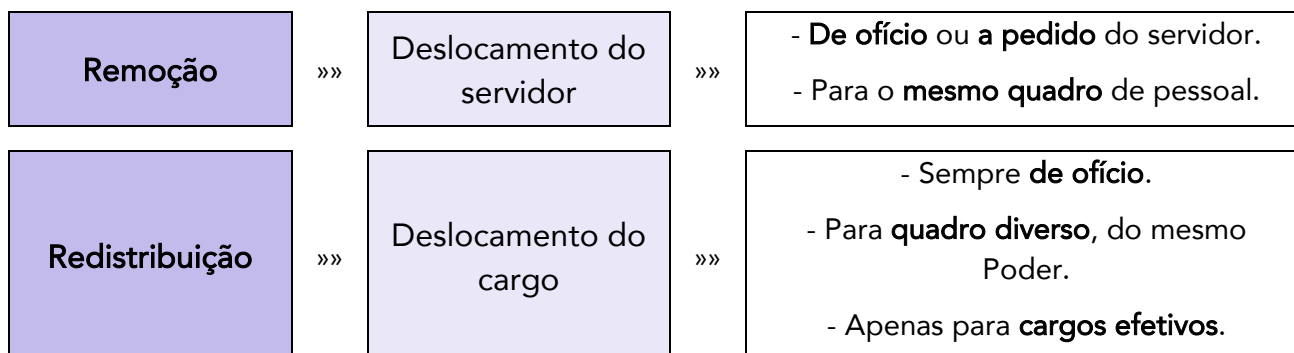 Remoção
»»
Deslocamento do
servidor
»»
- De ofício ou a pedido do servidor.
- Para o mesmo quadro de pessoal.
Redistribuição
»»
Deslocamento do
cargo
»»
- Sempre de ofício.
- Para quadro diverso, do mesmo
Poder.
- Apenas para cargos efetivos.